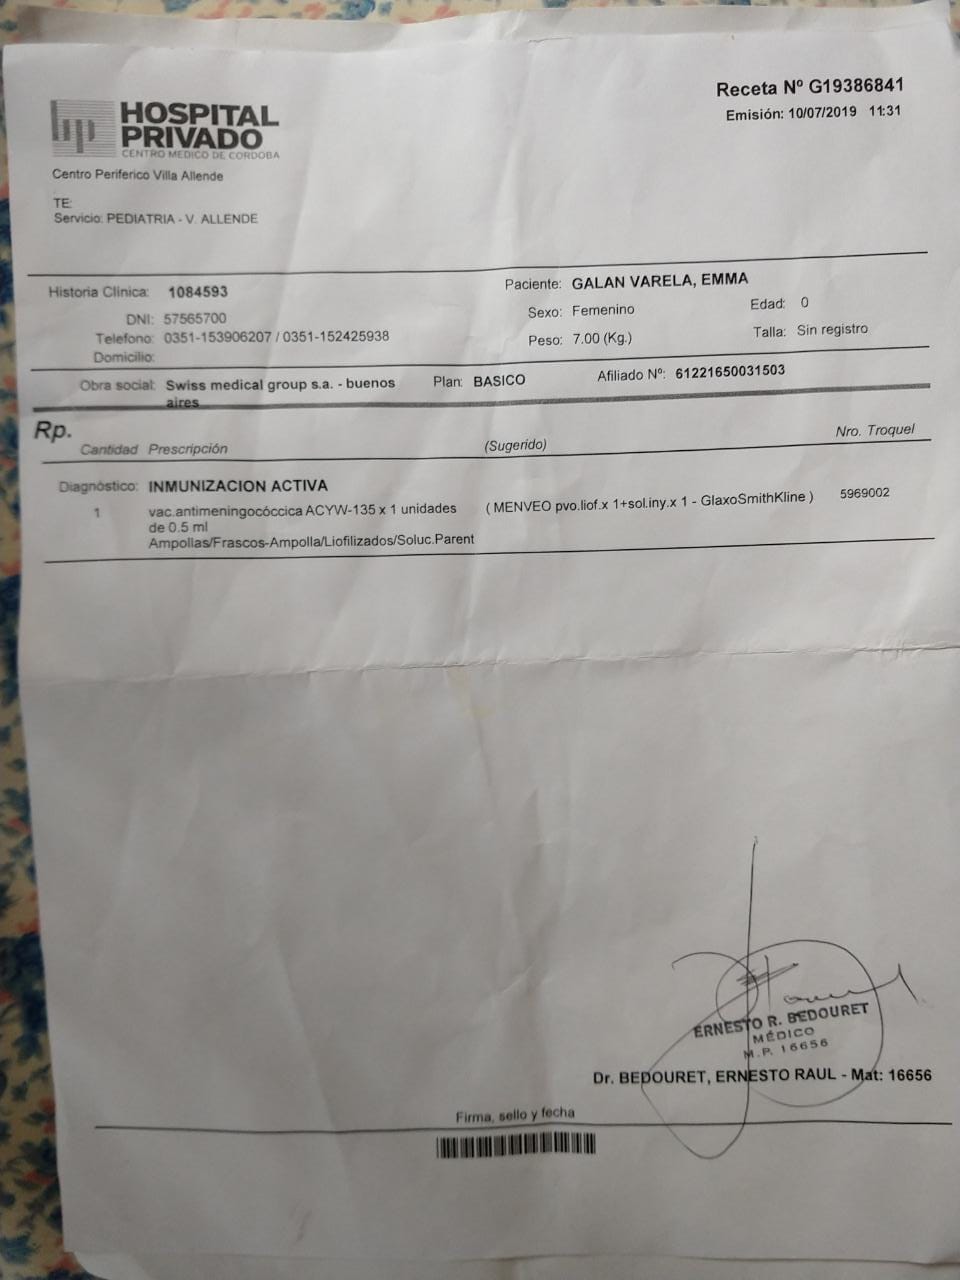 Receta Nº G19386841
Emisión: 10/07/2019 11:31
hp HOSPITAL
PRIVADO
CENTRO MEDICO DE CORDOBA
Centro Periferico Villa Allende
TE:
Servicio: PEDIATRIA - V. ALLENDE
Historia Clinica: 1084593
Paciente: GALAN VARELA, EMMA
DNI: 57565700
Sexo: Femenino Edad: 0
Telefono: 0351-153906207 / 0351-152425938
Peso: 7.00 (Kg.) Talla: Sin registro
Domicilio:
Obra social: Swiss medical group s.a. - buenos aires
Plan: BASICO Afiliado Nº: 61221650031503
Rp.
Cantidad Prescripción (Sugerido) Nro. Troquel
Diagnóstico: INMUNIZACION ACTIVA
1 vac.antimeningocóccica ACYW-135 x 1 unidades ( MENVEO pvo.liof.x 1+sol.iny.x 1 - GlaxoSmithKline ) 5969002
de 0.5 ml
Ampollas/Frascos-Ampolla/Liofilizados/Soluc.Parent
ERNESTO R. BEDOURET
MÉDICO
M.P. 16656
Dr. BEDOURET, ERNESTO RAUL - Mat: 16656
Firma, sello y fecha